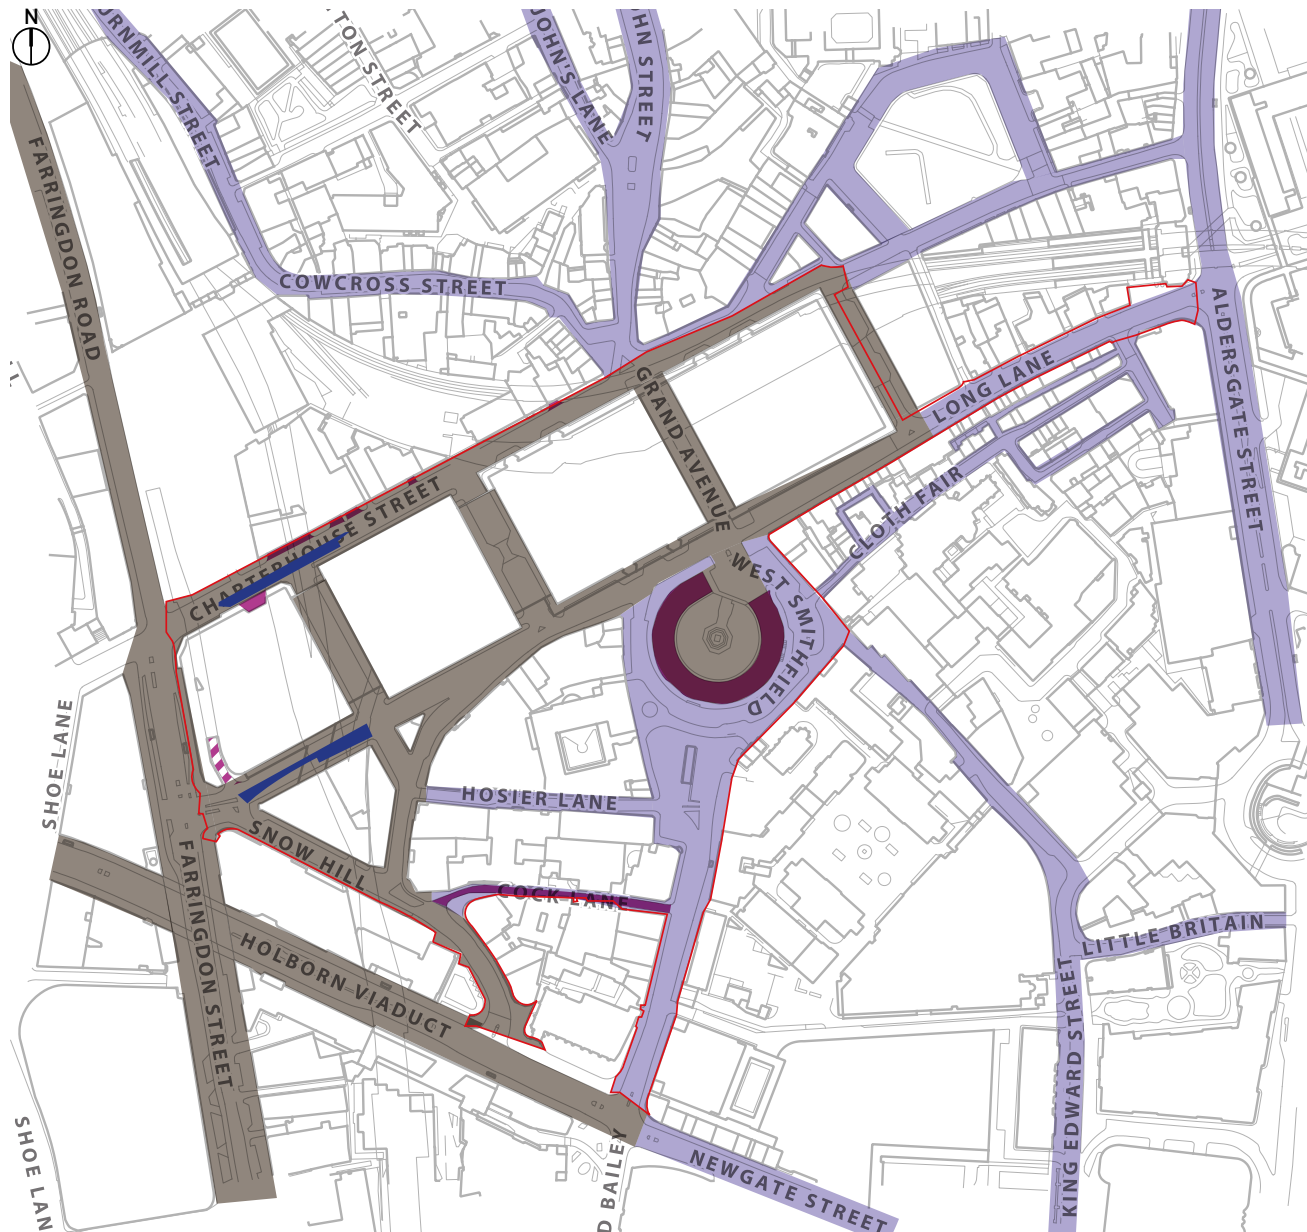 N
URNMILL STREET
TON STREET
JOHN'S LANE
OHN STREET
FARRINGDON ROAD
COWCROSS STREET
ALDERSGATE STREET
GRAND AVENUE
LONG LANE
CHARTERHOUSE STREET
CLOTH FAIR
WEST SMITHFIELD
SHOE LANE
HOSIER LANE
SNOW HILL
COCK LANE
FARRINGDON STREET
HOLBORN VIADUCT
LITTLE BRITAIN
KING EDWARD STREET
SHOE LAN
D BAILEY
NEWGATE STREET